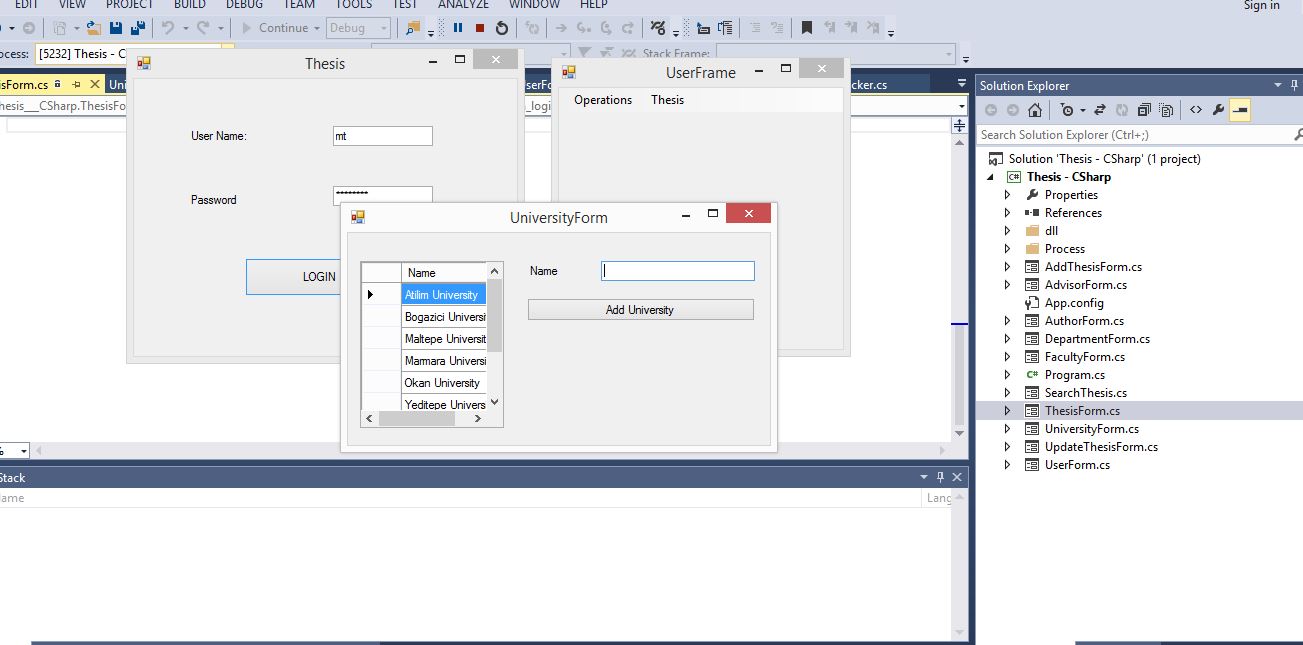 EDIT VIEW PROJECT BUILD DEBUG TEAM TOOLS TEST ANALYZE WINDOW HELP
Sign in
Continue
Debug
ocess: [5232] Thesis - C
Stack Frame:
isForm.cs
Uni
serFo
cker.cs
hesis__CSharp.ThesisFo
_logi
Thesis
User Name:
mt
Password
********
LOGIN
UserFrame
Operations Thesis
UniversityForm
Name
Atilim University
Bogazici Universi
Maltepe Universit
Marmara Universi
Okan University
Yeditepe Univers
Name
Add University
%
Stack
ame
Lang
Solution Explorer
Search Solution Explorer (Ctrl+;)
Solution 'Thesis - CSharp' (1 project)
C# Thesis - CSharp
Properties
References
dll
Process
AddThesisForm.cs
AdvisorForm.cs
App.config
AuthorForm.cs
DepartmentForm.cs
FacultyForm.cs
C# Program.cs
SearchThesis.cs
ThesisForm.cs
UniversityForm.cs
UpdateThesisForm.cs
UserForm.cs